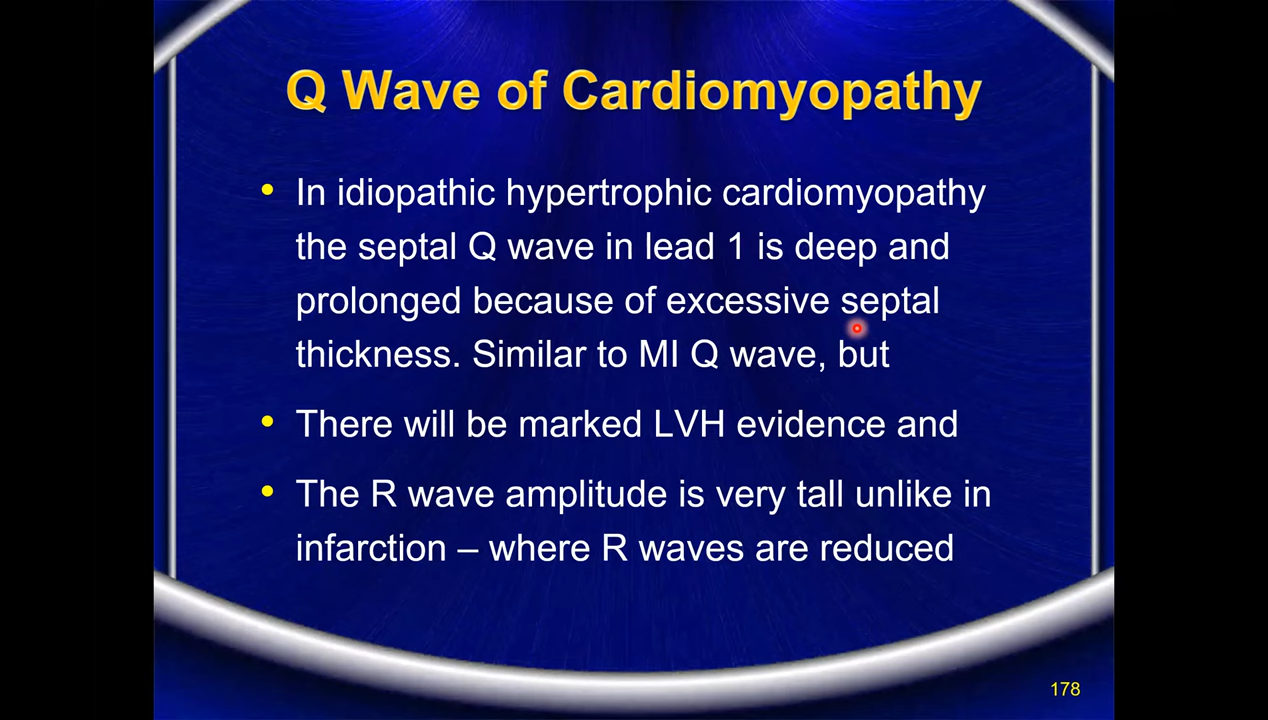 Q Wave of Cardiomyopathy
• In idiopathic hypertrophic cardiomyopathy
the septal Q wave in lead 1 is deep and
prolonged because of excessive septal
thickness. Similar to MI Q wave, but
• There will be marked LVH evidence and
• The R wave amplitude is very tall unlike in
infarction – where R waves are reduced
178